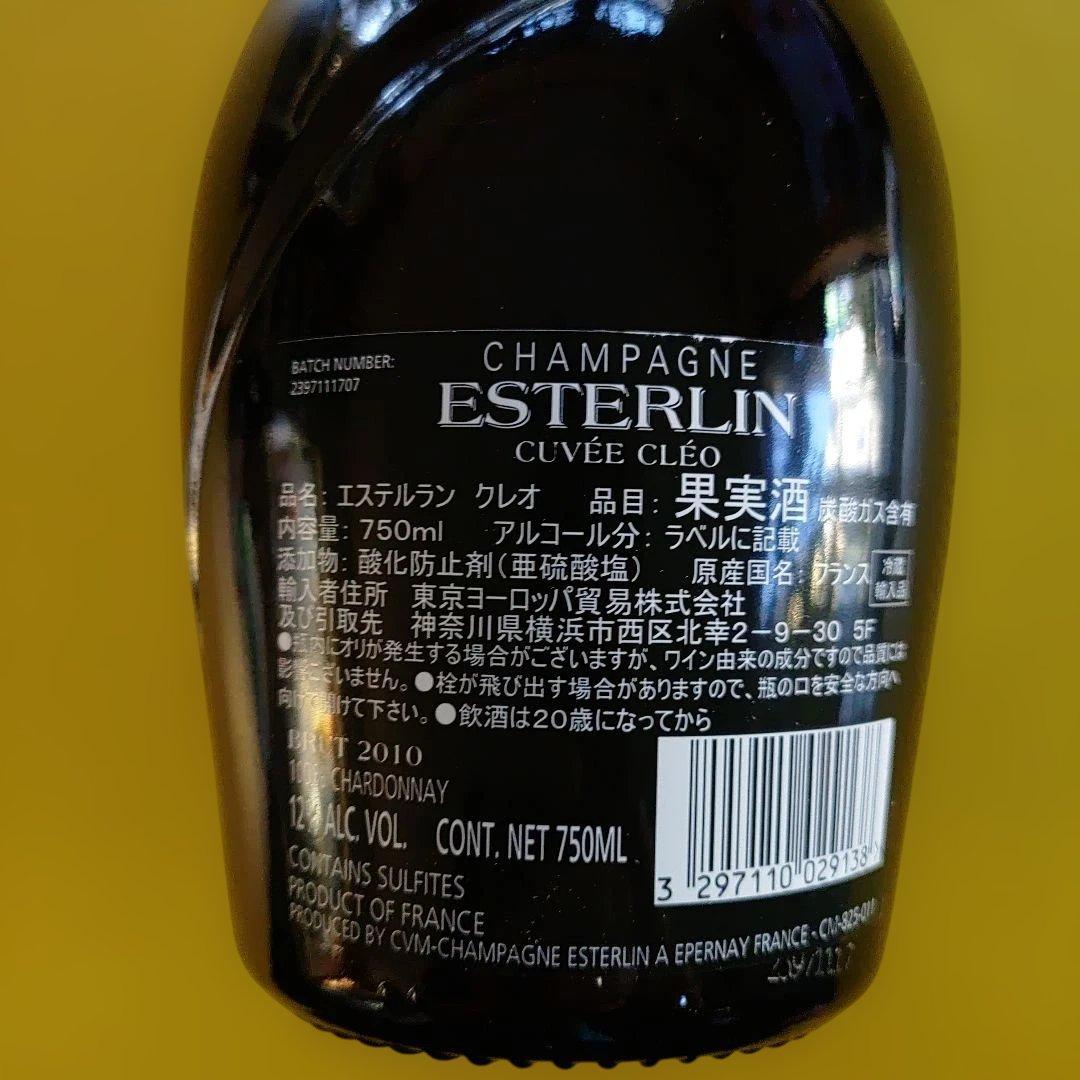 BATCH NUMBER:
2397111707
CHAMPAGNE
ESTERLIN
CUVÉE CLÉO
品名: エステルラン クレオ 品目: 果実酒 炭酸ガス含有
内容量: 750ml アルコール分: ラベルに記載
添加物: 酸化防止剤(亜硫酸塩) 原産国名: フランス
冷蔵
輸入品
輸入者住所 東京ヨーロッパ貿易株式会社
及び引取先 神奈川県横浜市西区北幸2-9-30 5F
●瓶内にオリが発生する場合がございますが、ワイン由来の成分ですので品質には
影響ございません。●栓が飛び出す場合がありますので、瓶の口を安全な方向へ
向けて開けて下さい。●飲酒は20歳になってから
BRUT 2010
100% CHARDONNAY
12% ALC. VOL. CONT. NET 750ML
CONTAINS SULFITES
PRODUCT OF FRANCE
PRODUCED BY CVM-CHAMPAGNE ESTERLIN A EPERNAY FRANCE - CM-825-011
3 297110 029138